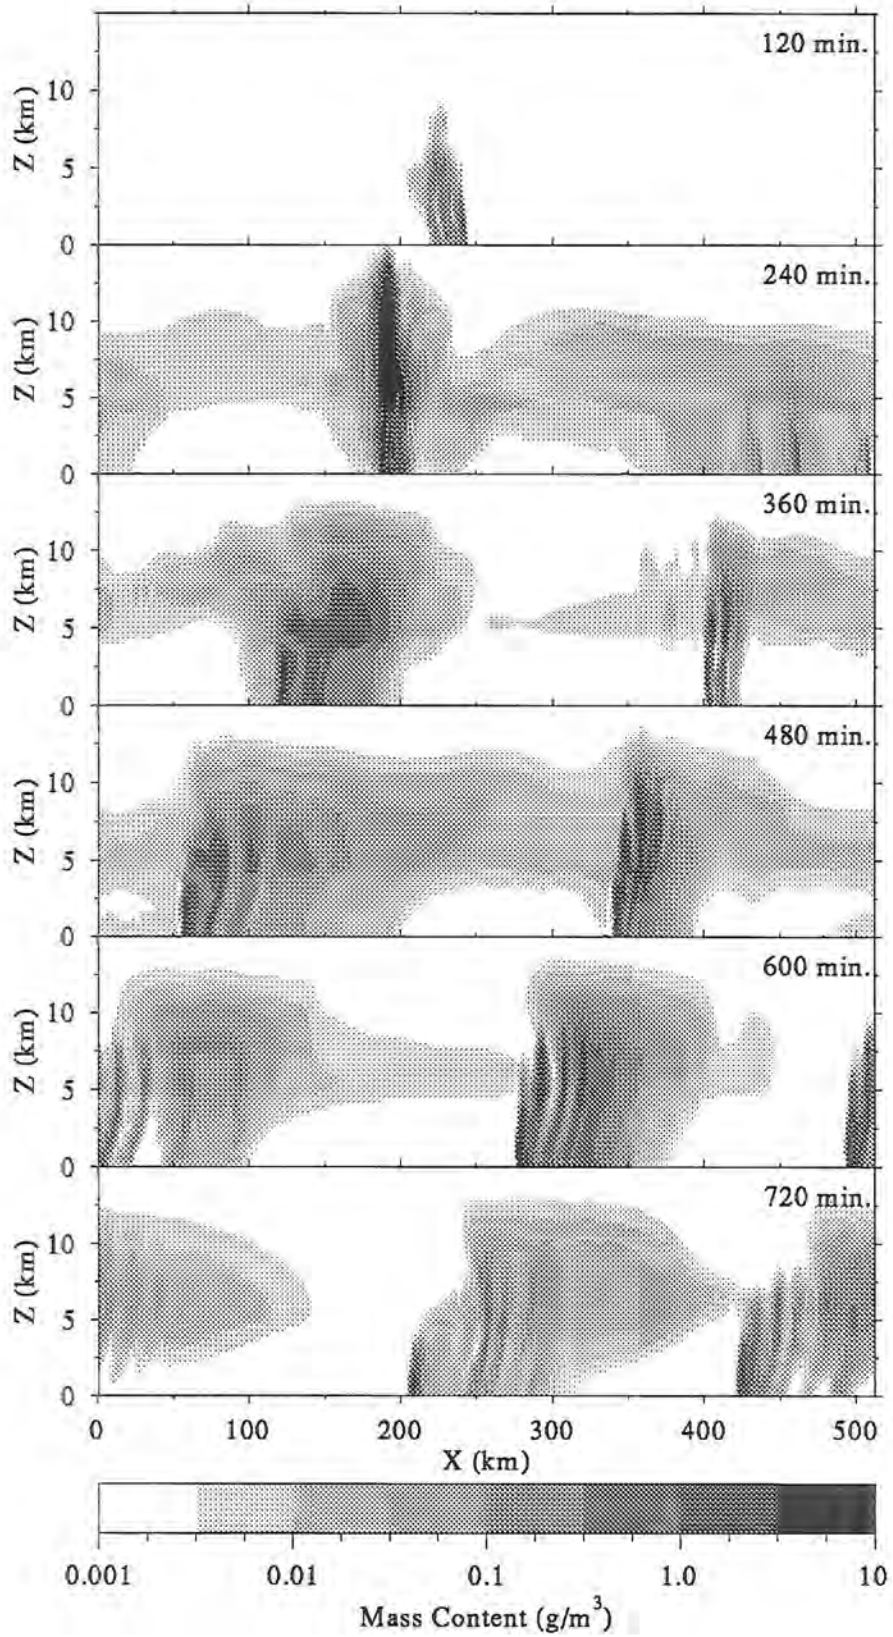 120 min.
10
Z (km)
5
0
240 min.
10
Z (km)
5
0
360 min.
10
Z (km)
5
0
480 min.
10
Z (km)
5
0
600 min.
10
Z (km)
5
0
720 min.
10
Z (km)
5
0
0 100 200 300 400 500
X (km)
0.001 0.01 0.1 1.0 10
Mass Content (g/m³)